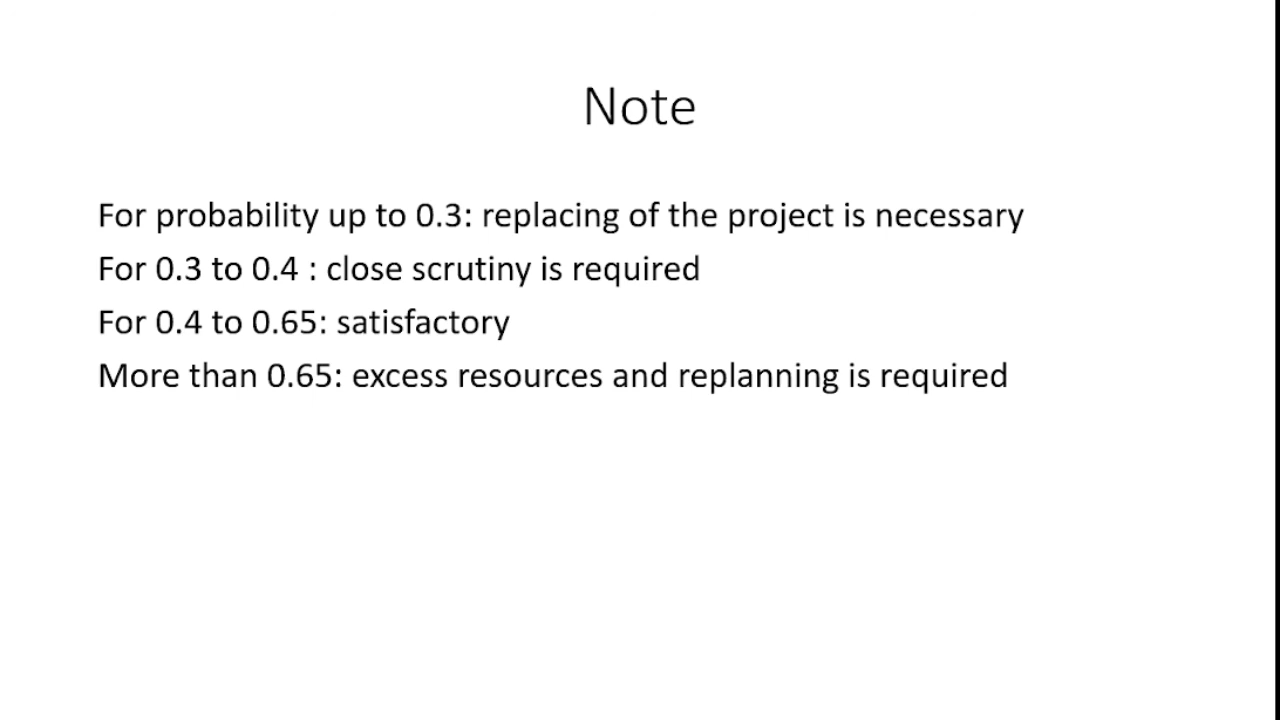 Note
For probability up to 0.3: replacing of the project is necessary
For 0.3 to 0.4 : close scrutiny is required
For 0.4 to 0.65: satisfactory
More than 0.65: excess resources and replanning is required